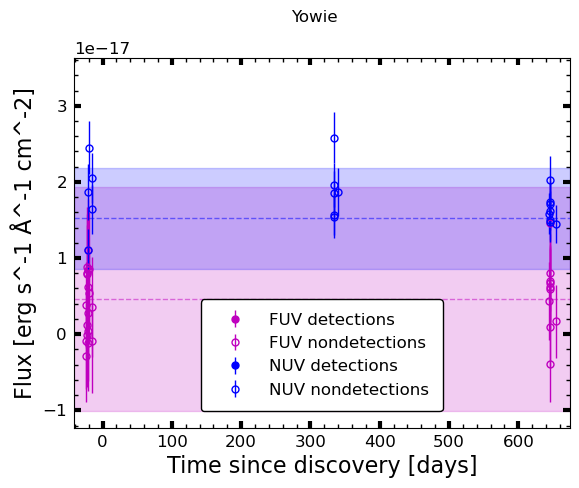 Yowie
1e−17
Flux [erg s^-1 Å^-1 cm^-2]
3
2
1
0
−1
FUV detections
FUV nondetections
NUV detections
NUV nondetections
0 100 200 300 400 500 600
Time since discovery [days]